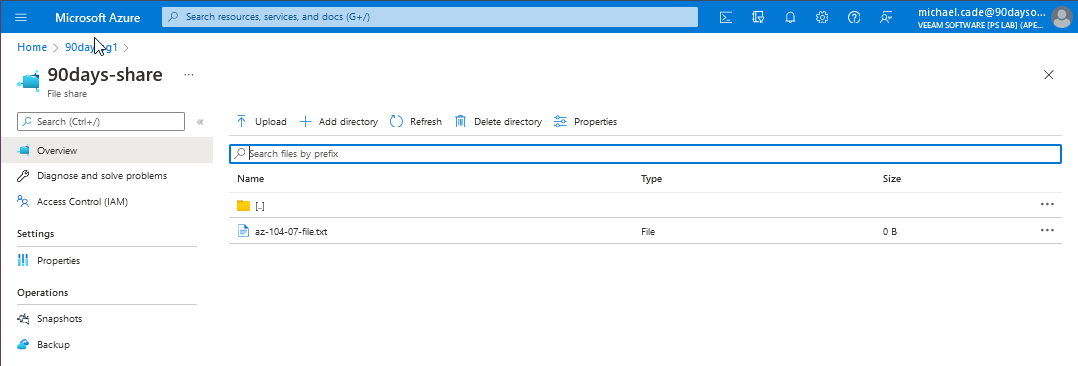 Microsoft Azure
Search resources, services, and docs (G+/)
michael.cade@90dayso...
VEEAM SOFTWARE [PS LAB] (APE...
Home >
90day g1 >
90days-share ...
File share
Search (Ctrl+/)
«
Overview
Diagnose and solve problems
Access Control (IAM)
Settings
Properties
Operations
Snapshots
Backup
Upload
Add directory
Refresh
Delete directory
Properties
Search files by prefix
Name Type Size
[..]
az-104-07-file.txt File 0 B